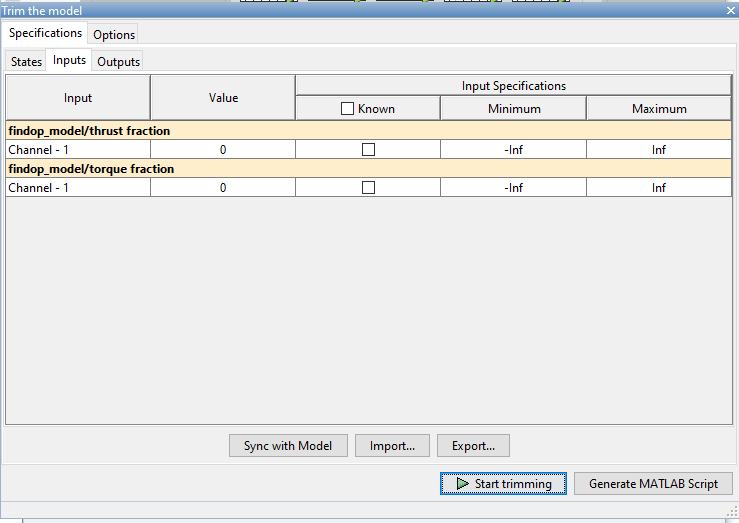 Trim the model
Specifications Options
States Inputs Outputs
Input Value Input Specifications
Known Minimum Maximum
findop_model/thrust fraction
Channel - 1 0 -Inf Inf
findop_model/torque fraction
Channel - 1 0 -Inf Inf
Sync with Model Import... Export...
Start trimming Generate MATLAB Script